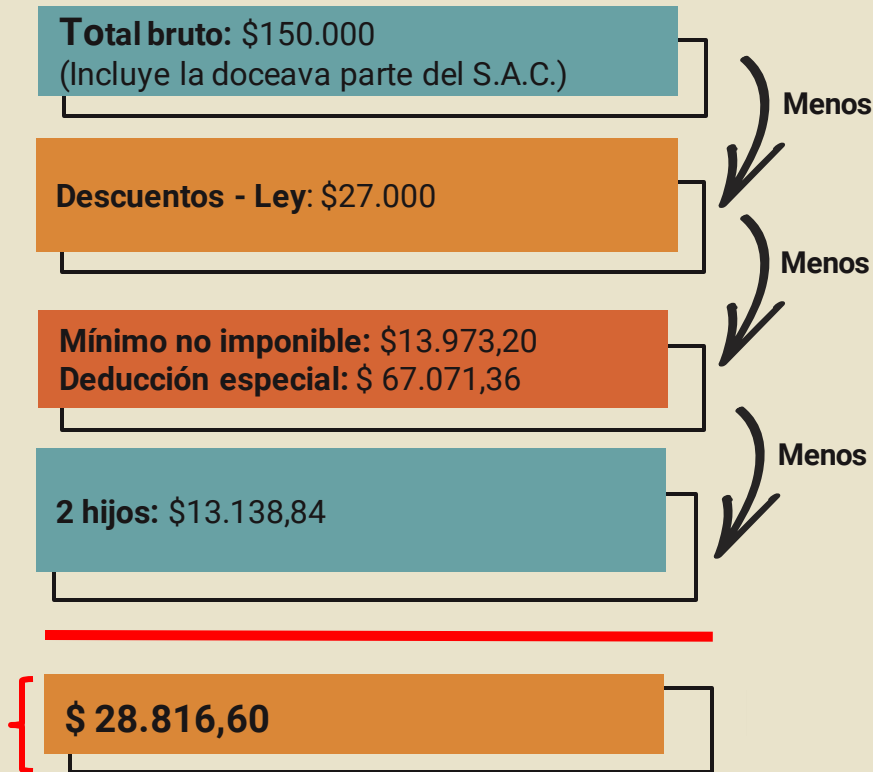 Total bruto: $150.000
(Incluye la doceava parte del S.A.C.)
Menos
Descuentos - Ley: $27.000
Menos
Mínimo no imponible: $13.973,20
Deducción especial: $ 67.071,36
Menos
2 hijos: $13.138,84
$ 28.816,60